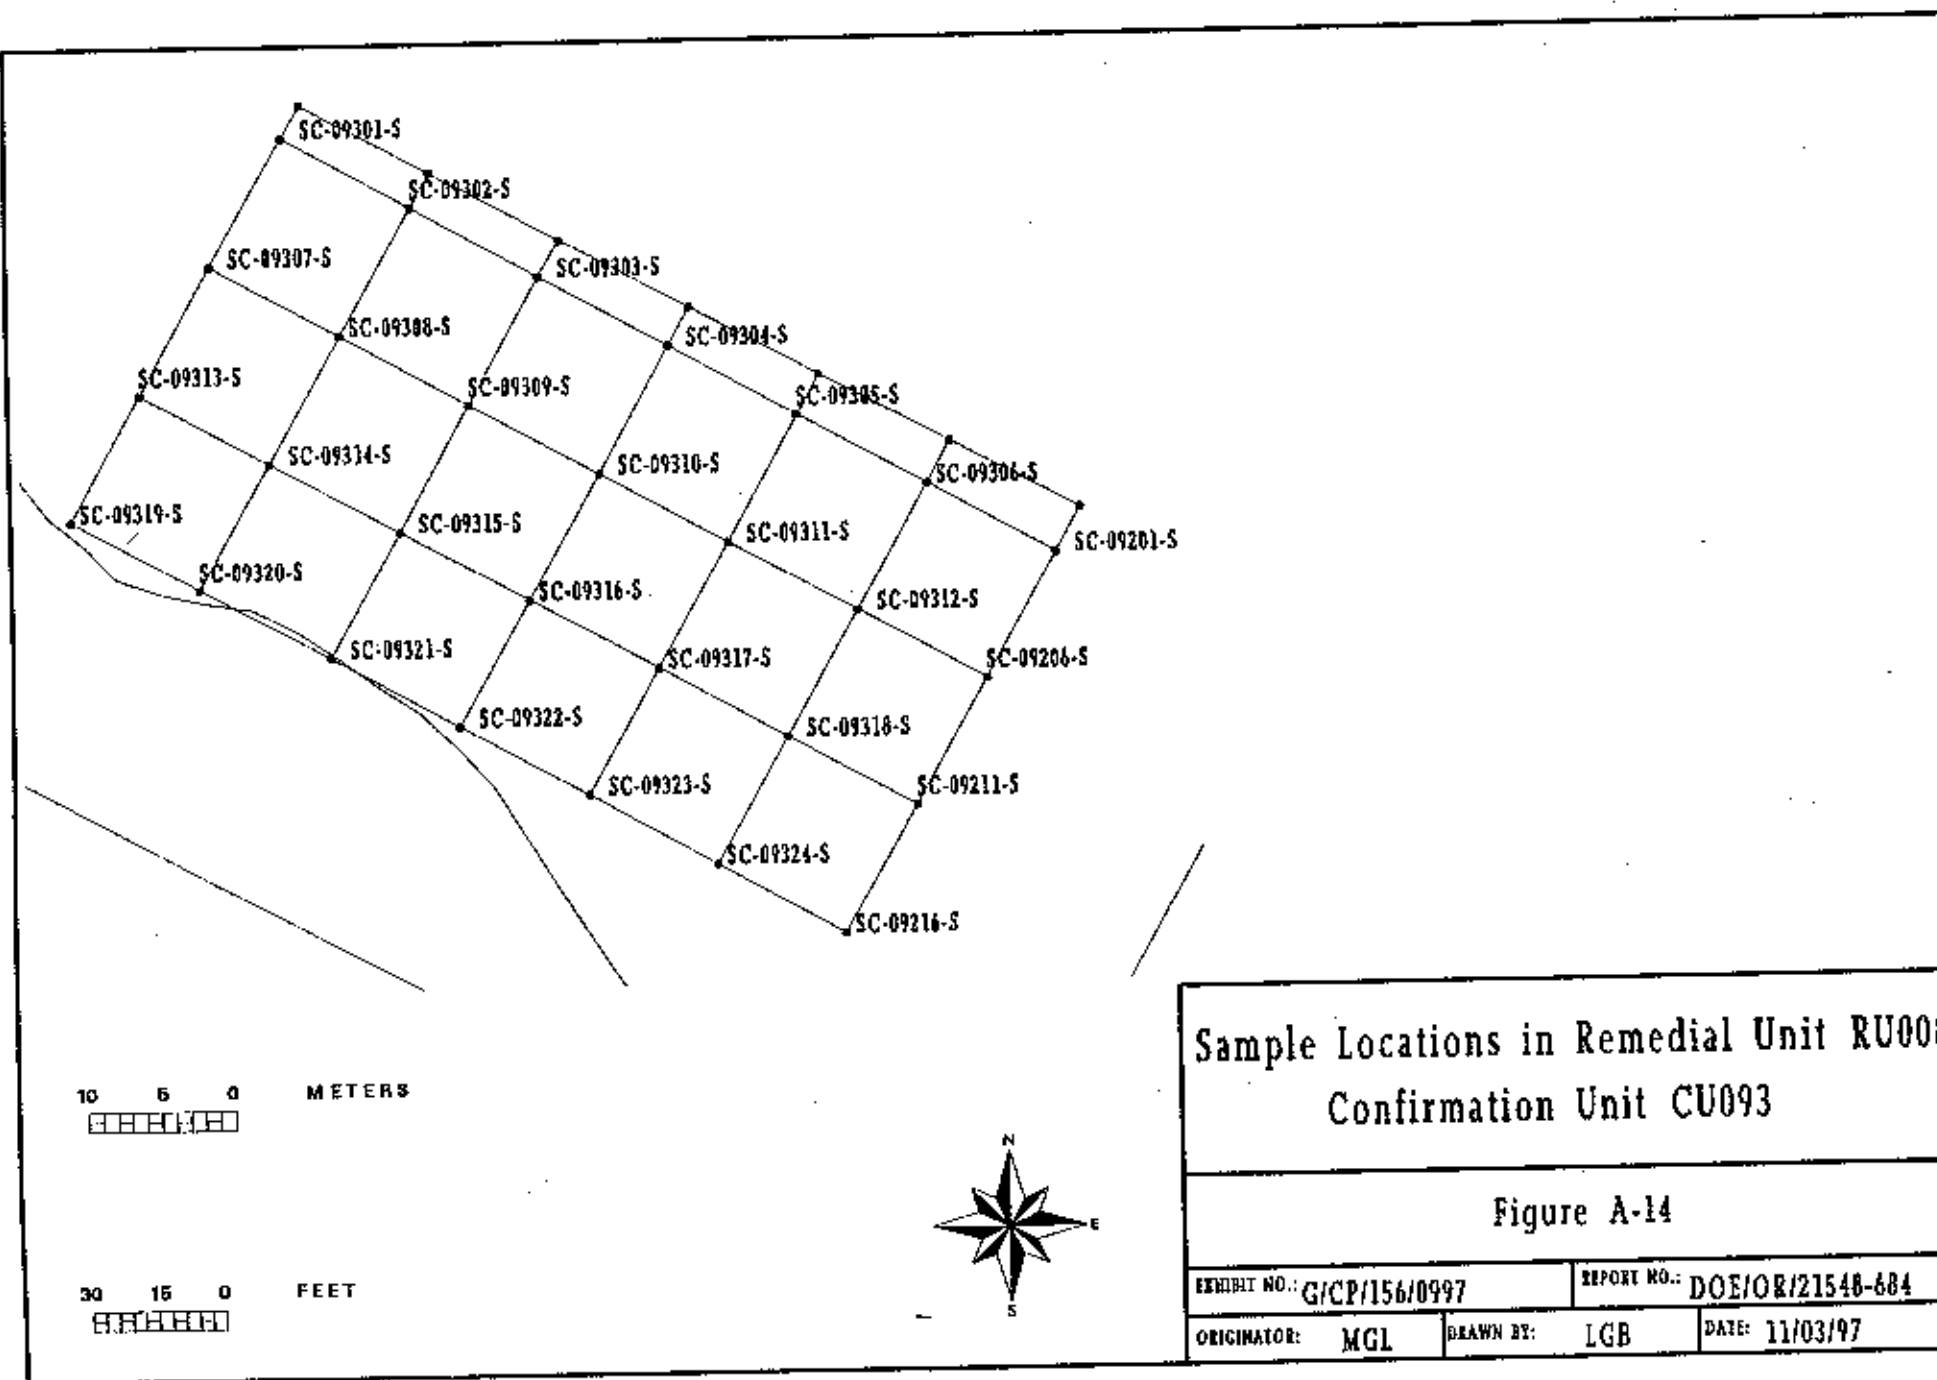 SC-09301-S
SC-09302-S
SC-09307-S
SC-09303-S
SC-09308-S
SC-09304-S
SC-09313-S
SC-09309-S
SC-09305-S
SC-09314-S
SC-09310-S
SC-09306-S
SC-09319-S
SC-09315-S
SC-09311-S
SC-09201-S
SC-09320-S
SC-09316-S
SC-09312-S
SC-09321-S
SC-09317-S
SC-09206-S
SC-09322-S
SC-09318-S
SC-09323-S
SC-09211-S
SC-09324-S
SC-09216-S
10 5 0 METERS
30 15 0 FEET
N
E
S
Sample Locations in Remedial Unit
Confirmation Unit CU093
Figure A-14
EXHIBIT NO.: G/CP/156/0997
REPORT NO.: DOE/OR/21548-684
ORIGINATOR: MGL
DRAWN BY: LGB
DATE: 11/03/97